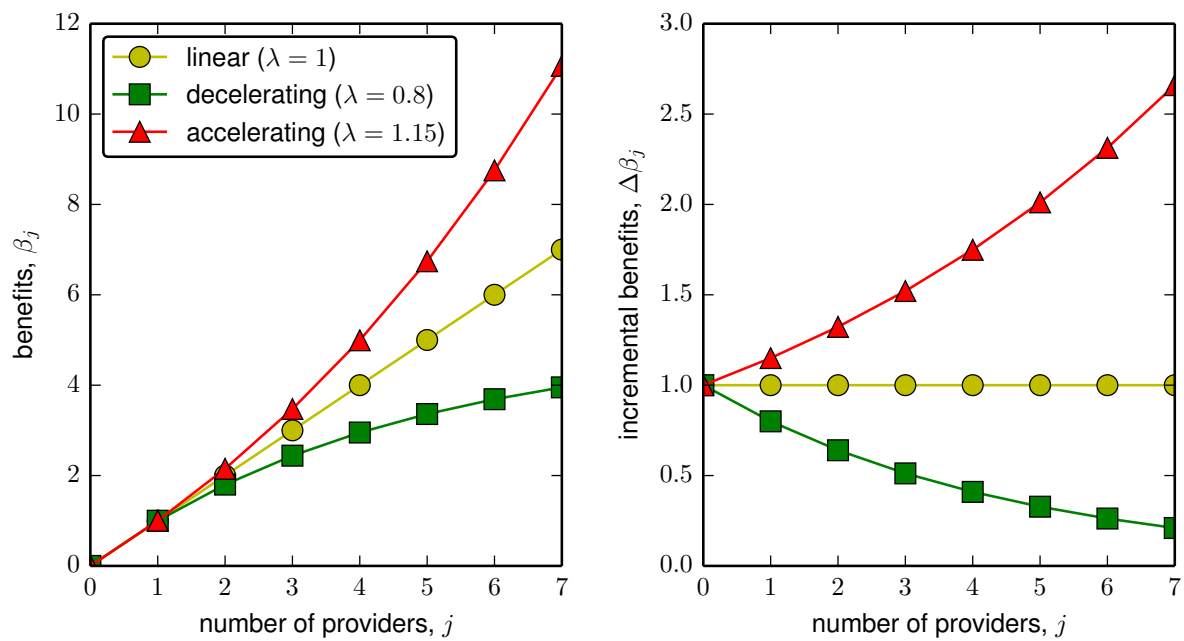 12
10
8
6
4
2
0
benefits, β_j
linear (λ = 1)
decelerating (λ = 0.8)
accelerating (λ = 1.15)
0 1 2 3 4 5 6 7
number of providers, j
3.0
2.5
2.0
1.5
1.0
0.5
0.0
incremental benefits, Δβ_j
0 1 2 3 4 5 6 7
number of providers, j